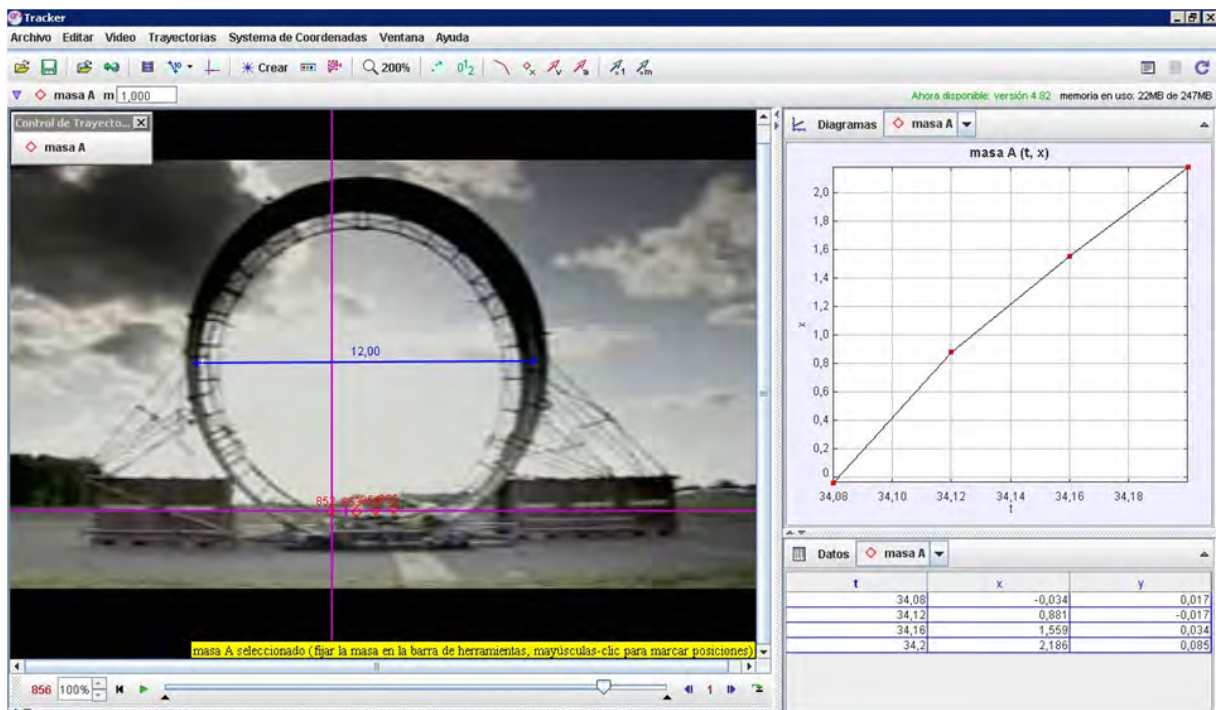 Tracker
Archivo Editar Video Trayectorias Systema de Coordenadas Ventana Ayuda
Crear 200%
masa A m 1,000
Ahora disponible: versión 4.82 memoria en uso: 22MB de 247MB
Control de Trayecto...
masa A
12,00
852
masa A seleccionado (fijar la masa en la barra de herramientas, mayúsculas-clic para marcar posiciones)
856 100% 1
Diagramas masa A
masa A (t, x)
2,0
1,8
1,6
1,4
1,2
1,0
0,8
0,6
0,4
0,2
0
x
34,08 34,10 34,12 34,14 34,16 34,18
t
Datos masa A
t x y
34,08 -0,034 0,017
34,12 0,881 -0,017
34,16 1,559 0,034
34,2 2,186 0,085